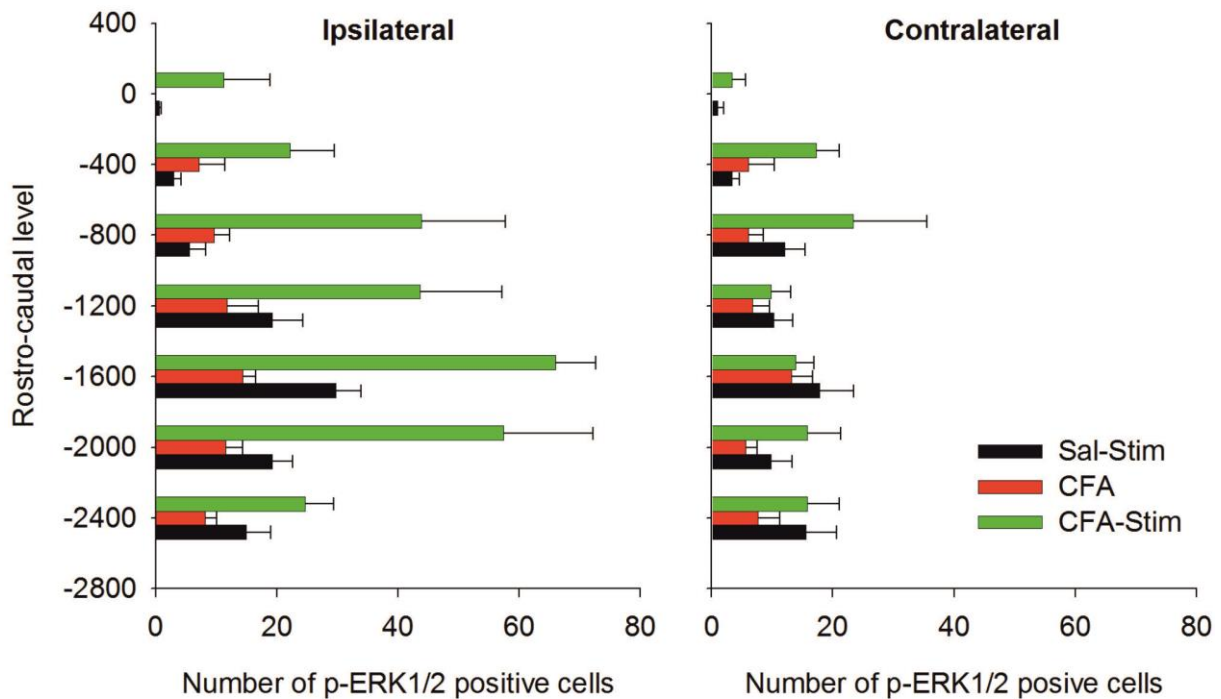 Ipsilateral
Contralateral
Rostro-caudal level
400
0
-400
-800
-1200
-1600
-2000
-2400
-2800
0 20 40 60 80
0 20 40 60 80
Number of p-ERK1/2 positive cells
Number of p-ERK1/2 posive cells
Sal-Stim
CFA
CFA-Stim